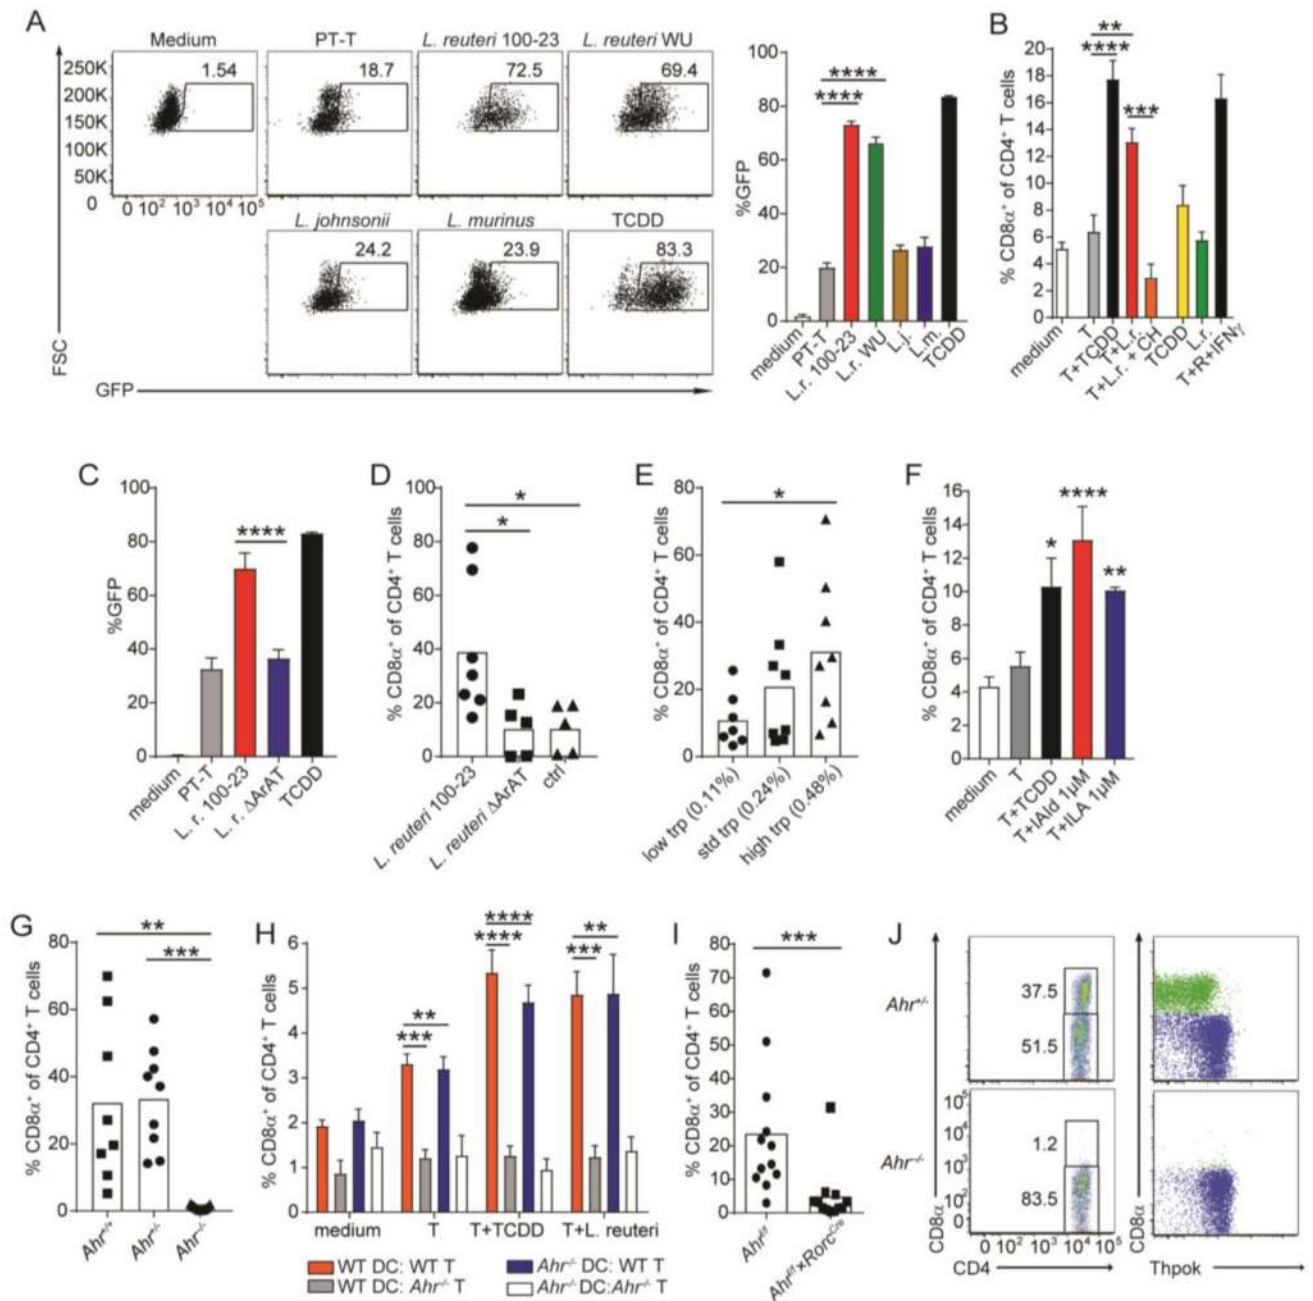 A
Medium
PT-T
L. reuteri 100-23
L. reuteri WU
1.54
18.7
72.5
69.4
250K
200K
150K
100K
50K
0
0 10² 10³ 10⁴ 10⁵
L. johnsonii
L. murinus
TCDD
24.2
23.9
83.3
FSC
GFP
100
80
60
40
20
0
%GFP
****
****
medium
PT-T
L.r. 100-23
L.r. WU
L.j.
L.m.
TCDD
B
% CD8α⁺ of CD4⁺ T cells
20
18
16
14
12
10
8
6
4
2
0
**
****
***
medium
T
T+TCDD
T+L.r.
T+L.r. + CH
TCDD
L.r.
T+R+IFNγ
C
%GFP
100
80
60
40
20
0
****
medium
PT-T
L. r. 100-23
L. r. ΔArAT
TCDD
D
% CD8α⁺ of CD4⁺ T cells
100
80
60
40
20
0
*
*
L. reuteri 100-23
L. reuteri ΔArAT
ctrl
E
% CD8α⁺ of CD4⁺ T cells
80
60
40
20
0
*
low trp (0.11%)
std trp (0.24%)
high trp (0.48%)
F
% CD8α⁺ of CD4⁺ T cells
16
14
12
10
8
6
4
2
0
*
****
**
medium
T
T+TCDD
T+IAld 1µM
T+ILA 1µM
G
% CD8α⁺ of CD4⁺ T cells
80
60
40
20
0
**
***
Ahr⁺/⁺
Ahr⁺/⁻
Ahr⁻/⁻
H
% CD8α⁺ of CD4⁺ T cells
6
5
4
3
2
1
0
***
**
****
****
***
**
medium
T
T+TCDD
T+L. reuteri
WT DC: WT T
Ahr⁻/⁻ DC: WT T
WT DC: Ahr⁻/⁻ T
Ahr⁻/⁻ DC:Ahr⁻/⁻ T
I
% CD8α⁺ of CD4⁺ T cells
80
70
60
50
40
30
20
10
0
***
Ahrᶠ/ᶠ
Ahrᶠ/ᶠ×Rorcᶜʳᵉ
J
Ahr⁺/⁻
37.5
51.5
Ahr⁻/⁻
10⁵
10⁴
10³
10²
0
1.2
83.5
0 10² 10³ 10⁴ 10⁵
CD8α
CD4
CD8α
Thpok